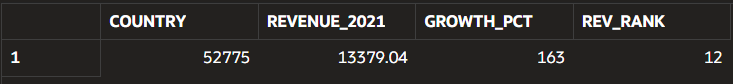 COUNTRY REVENUE_2021 GROWTH_PCT REV_RANK
1 52775 13379.04 163 12